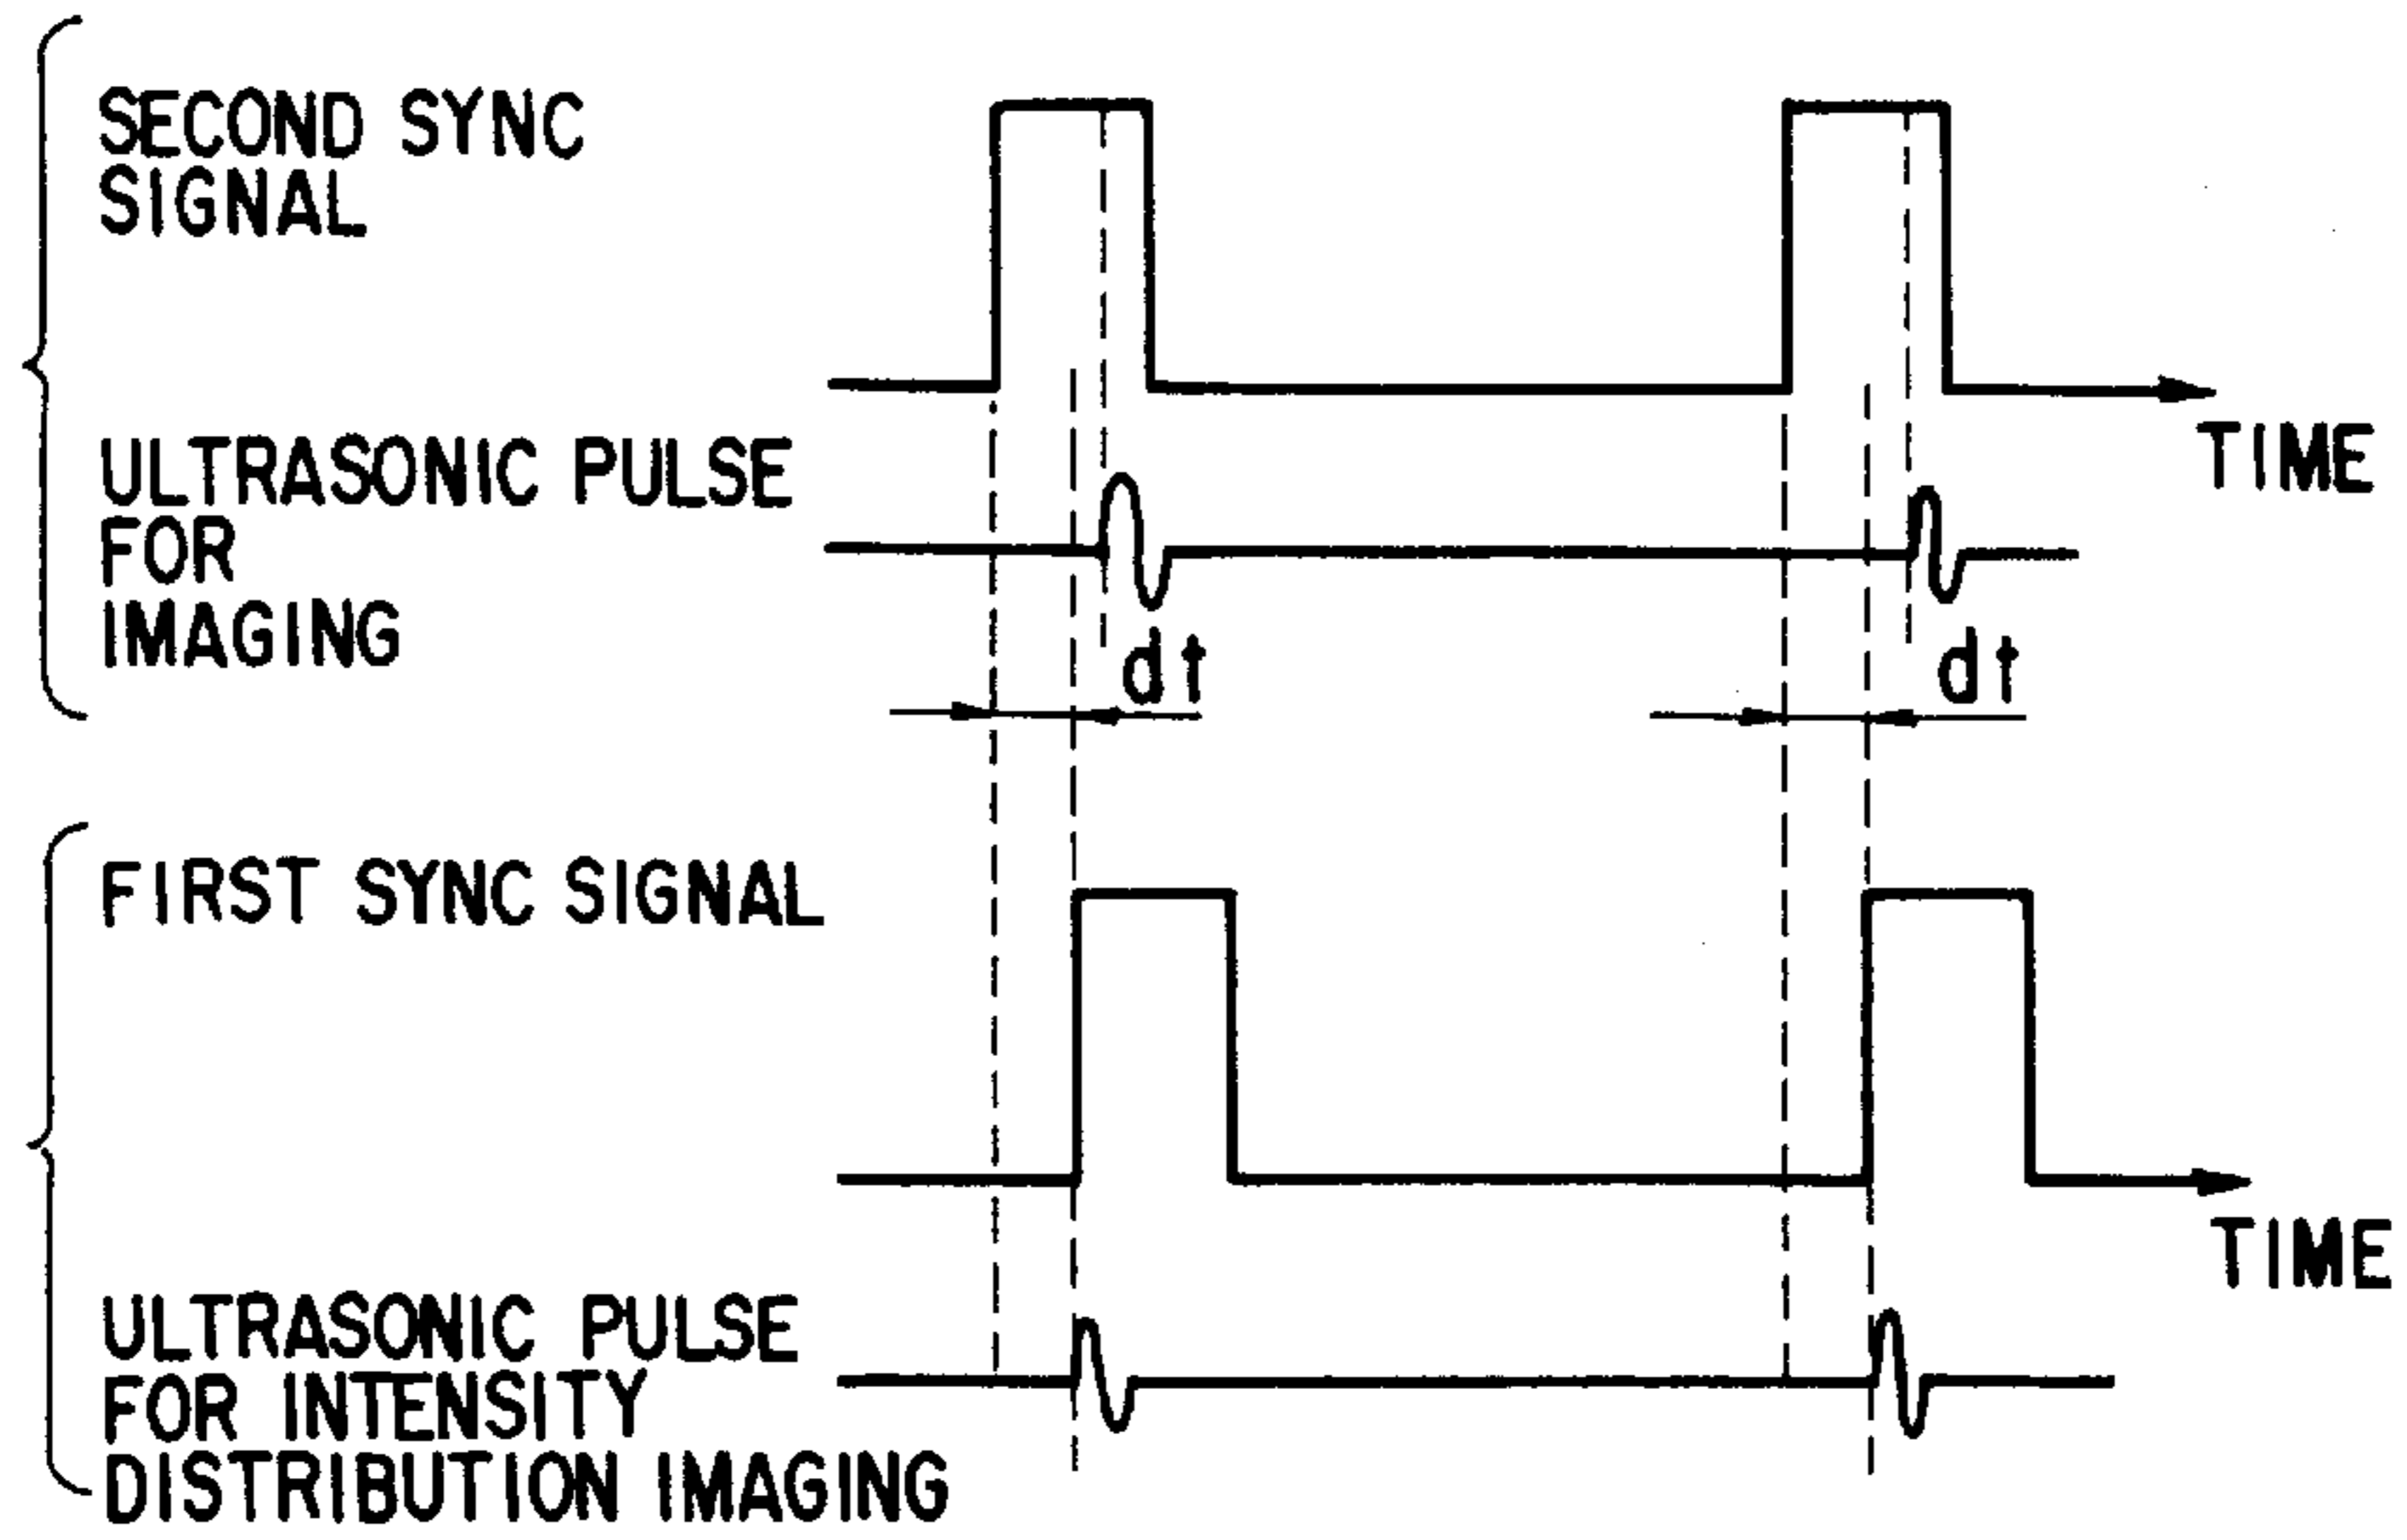 SECOND SYNC
SIGNAL
TIME
ULTRASONIC PULSE
FOR
IMAGING
dt
dt
FIRST SYNC SIGNAL
TIME
ULTRASONIC PULSE
FOR INTENSITY
DISTRIBUTION IMAGING